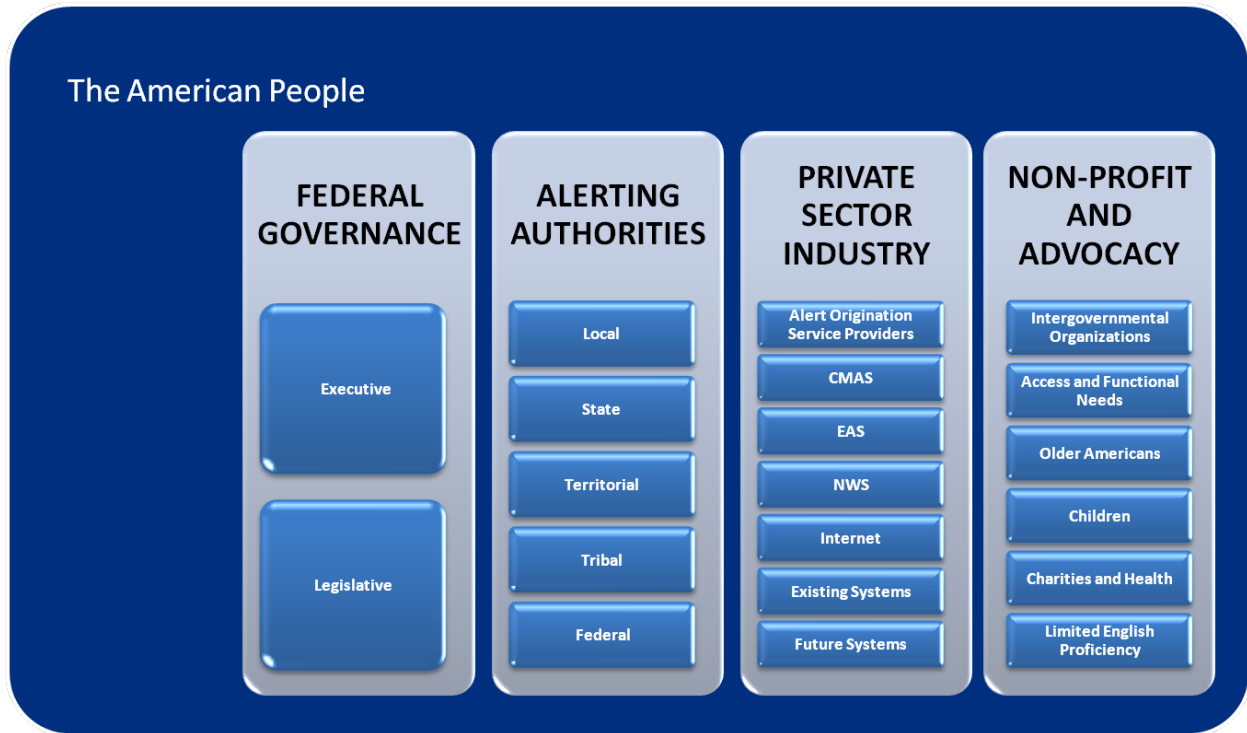 The American People
FEDERAL
GOVERNANCE
Executive
Legislative
ALERTING
AUTHORITIES
Local
State
Territorial
Tribal
Federal
PRIVATE
SECTOR
INDUSTRY
Alert Origination
Service Providers
CMAS
EAS
NWS
Internet
Existing Systems
Future Systems
NON-PROFIT
AND
ADVOCACY
Intergovernmental
Organizations
Access and Functional
Needs
Older Americans
Children
Charities and Health
Limited English
Proficiency